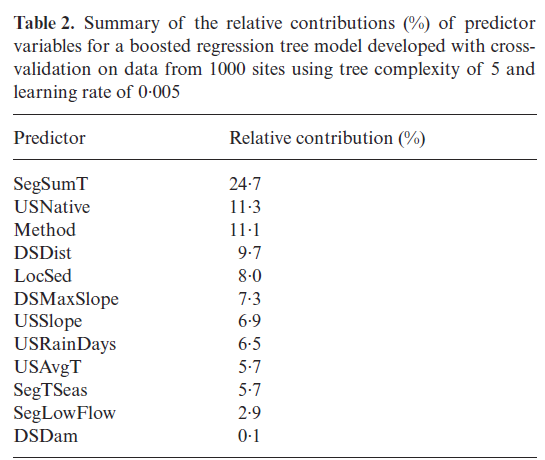 Table 2. Summary of the relative contributions (%) of predictor
variables for a boosted regression tree model developed with cross-
validation on data from 1000 sites using tree complexity of 5 and
learning rate of 0·005
Predictor Relative contribution (%)
SegSumT 24·7
USNative 11·3
Method 11·1
DSDist 9·7
LocSed 8·0
DSMaxSlope 7·3
USSlope 6·9
USRainDays 6·5
USAvgT 5·7
SegTSeas 5·7
SegLowFlow 2·9
DSDam 0·1